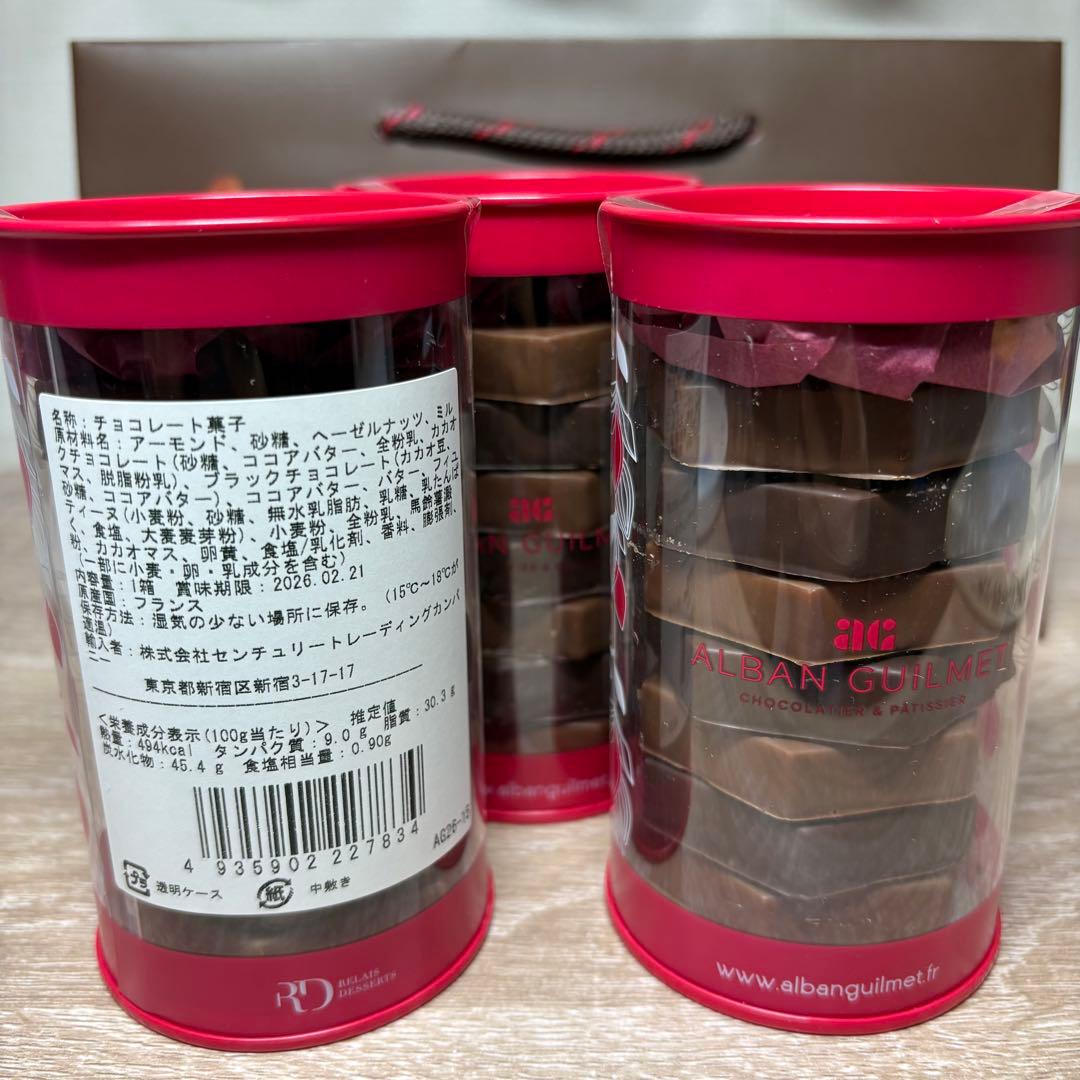 名称：チョコレート菓子
原材料名：アーモンド、砂糖、ヘーゼルナッツ、ミル
クチョコレート(砂糖、ココアバター、全粉乳、カカオ
マス、脱脂粉乳)、ブラックチョコレート(カカオ豆、
砂糖、ココアバター)、ココアバター、バター、フィユ
ティーヌ(小麦粉、砂糖、無水乳脂肪、乳糖、乳たんぱ
く、食塩、大麦麦芽粉)、小麦粉、全粉乳、馬鈴薯澱
粉、カカオマス、卵黄、食塩/乳化剤、香料、膨張剤、
(一部に小麦・卵・乳成分を含む)
内容量：1箱 賞味期限：2026.02.21
原産国：フランス
保存方法：湿気の少ない場所に保存。(15℃～18℃が
適温)
輸入者：株式会社センチュリートレーディングカンパ
ニー
東京都新宿区新宿3-17-17
<栄養成分表示(100g当たり)> 推定値
熱量：494kcal タンパク質：9.0g 脂質：30.3g
炭水化物：45.4g 食塩相当量：0.90g
4 935902 227834
AG26-15
プラ 透明ケース 紙 中敷き
RD RELAIS DESSERTS
ag
BAN GUILM
w.albanguilmet
ag
ALBAN GUILMET
CHOCOLATIER & PATISSIER
www.albanguilmet.fr